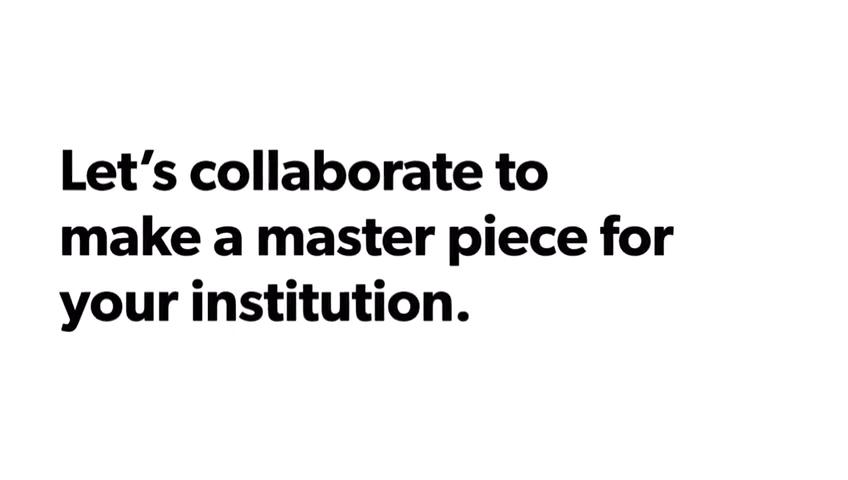 Let’s collaborate to
make a master piece for
your institution.